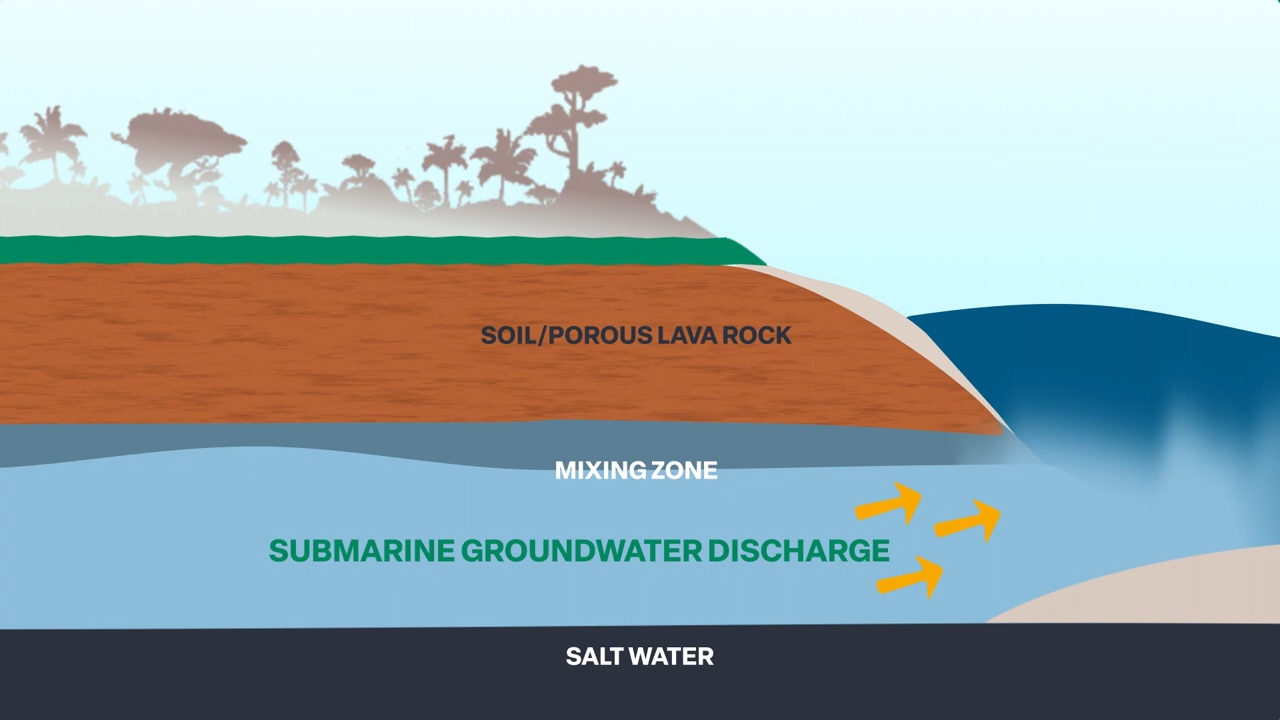 SOIL/POROUS LAVA ROCK
MIXING ZONE
SUBMARINE GROUNDWATER DISCHARGE
SALT WATER